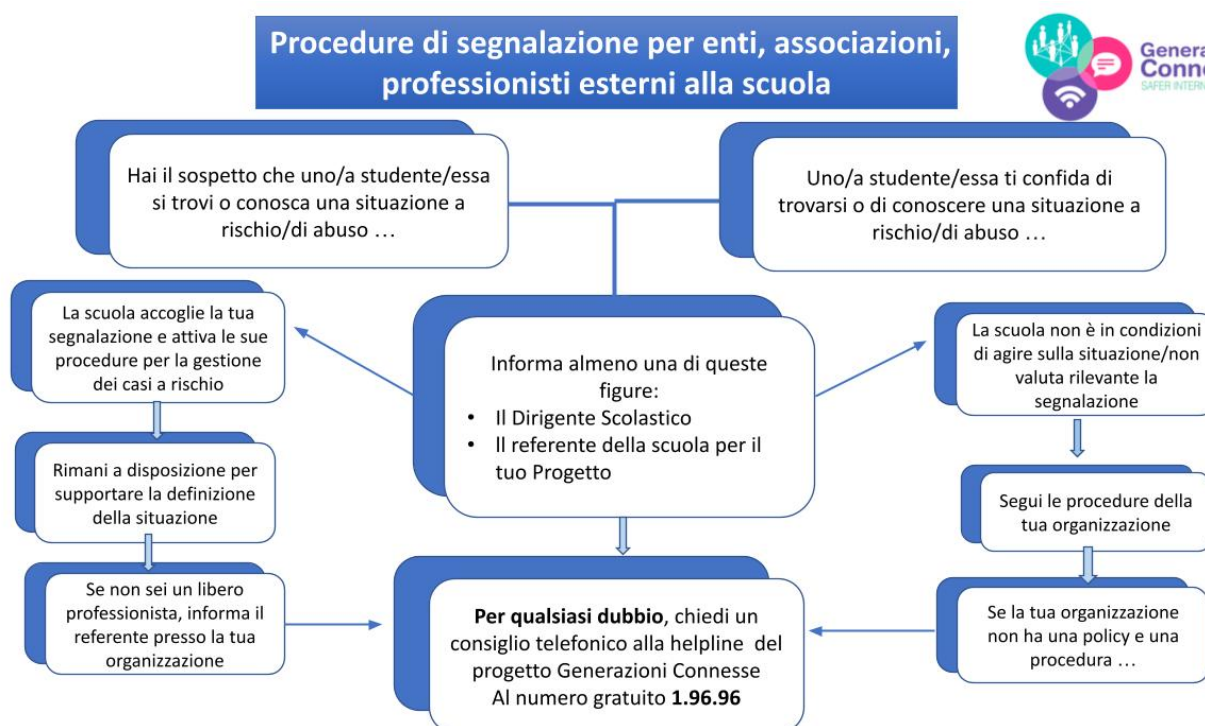 Procedure di segnalazione per enti, associazioni,
professionisti esterni alla scuola
Genera
Conne
SAFER INTERN
Hai il sospetto che uno/a studente/essa
si trovi o conosca una situazione a
rischio/di abuso …
Uno/a studente/essa ti confida di
trovarsi o di conoscere una situazione a
rischio/di abuso …
La scuola accoglie la tua
segnalazione e attiva le sue
procedure per la gestione
dei casi a rischio
Informa almeno una di queste
figure:
• Il Dirigente Scolastico
• Il referente della scuola per il
tuo Progetto
La scuola non è in condizioni
di agire sulla situazione/non
valuta rilevante la
segnalazione
Rimani a disposizione per
supportare la definizione
della situazione
Segui le procedure della
tua organizzazione
Se non sei un libero
professionista, informa il
referente presso la tua
organizzazione
Per qualsiasi dubbio, chiedi un
consiglio telefonico alla helpline del
progetto Generazioni Connesse
Al numero gratuito 1.96.96
Se la tua organizzazione
non ha una policy e una
procedura …